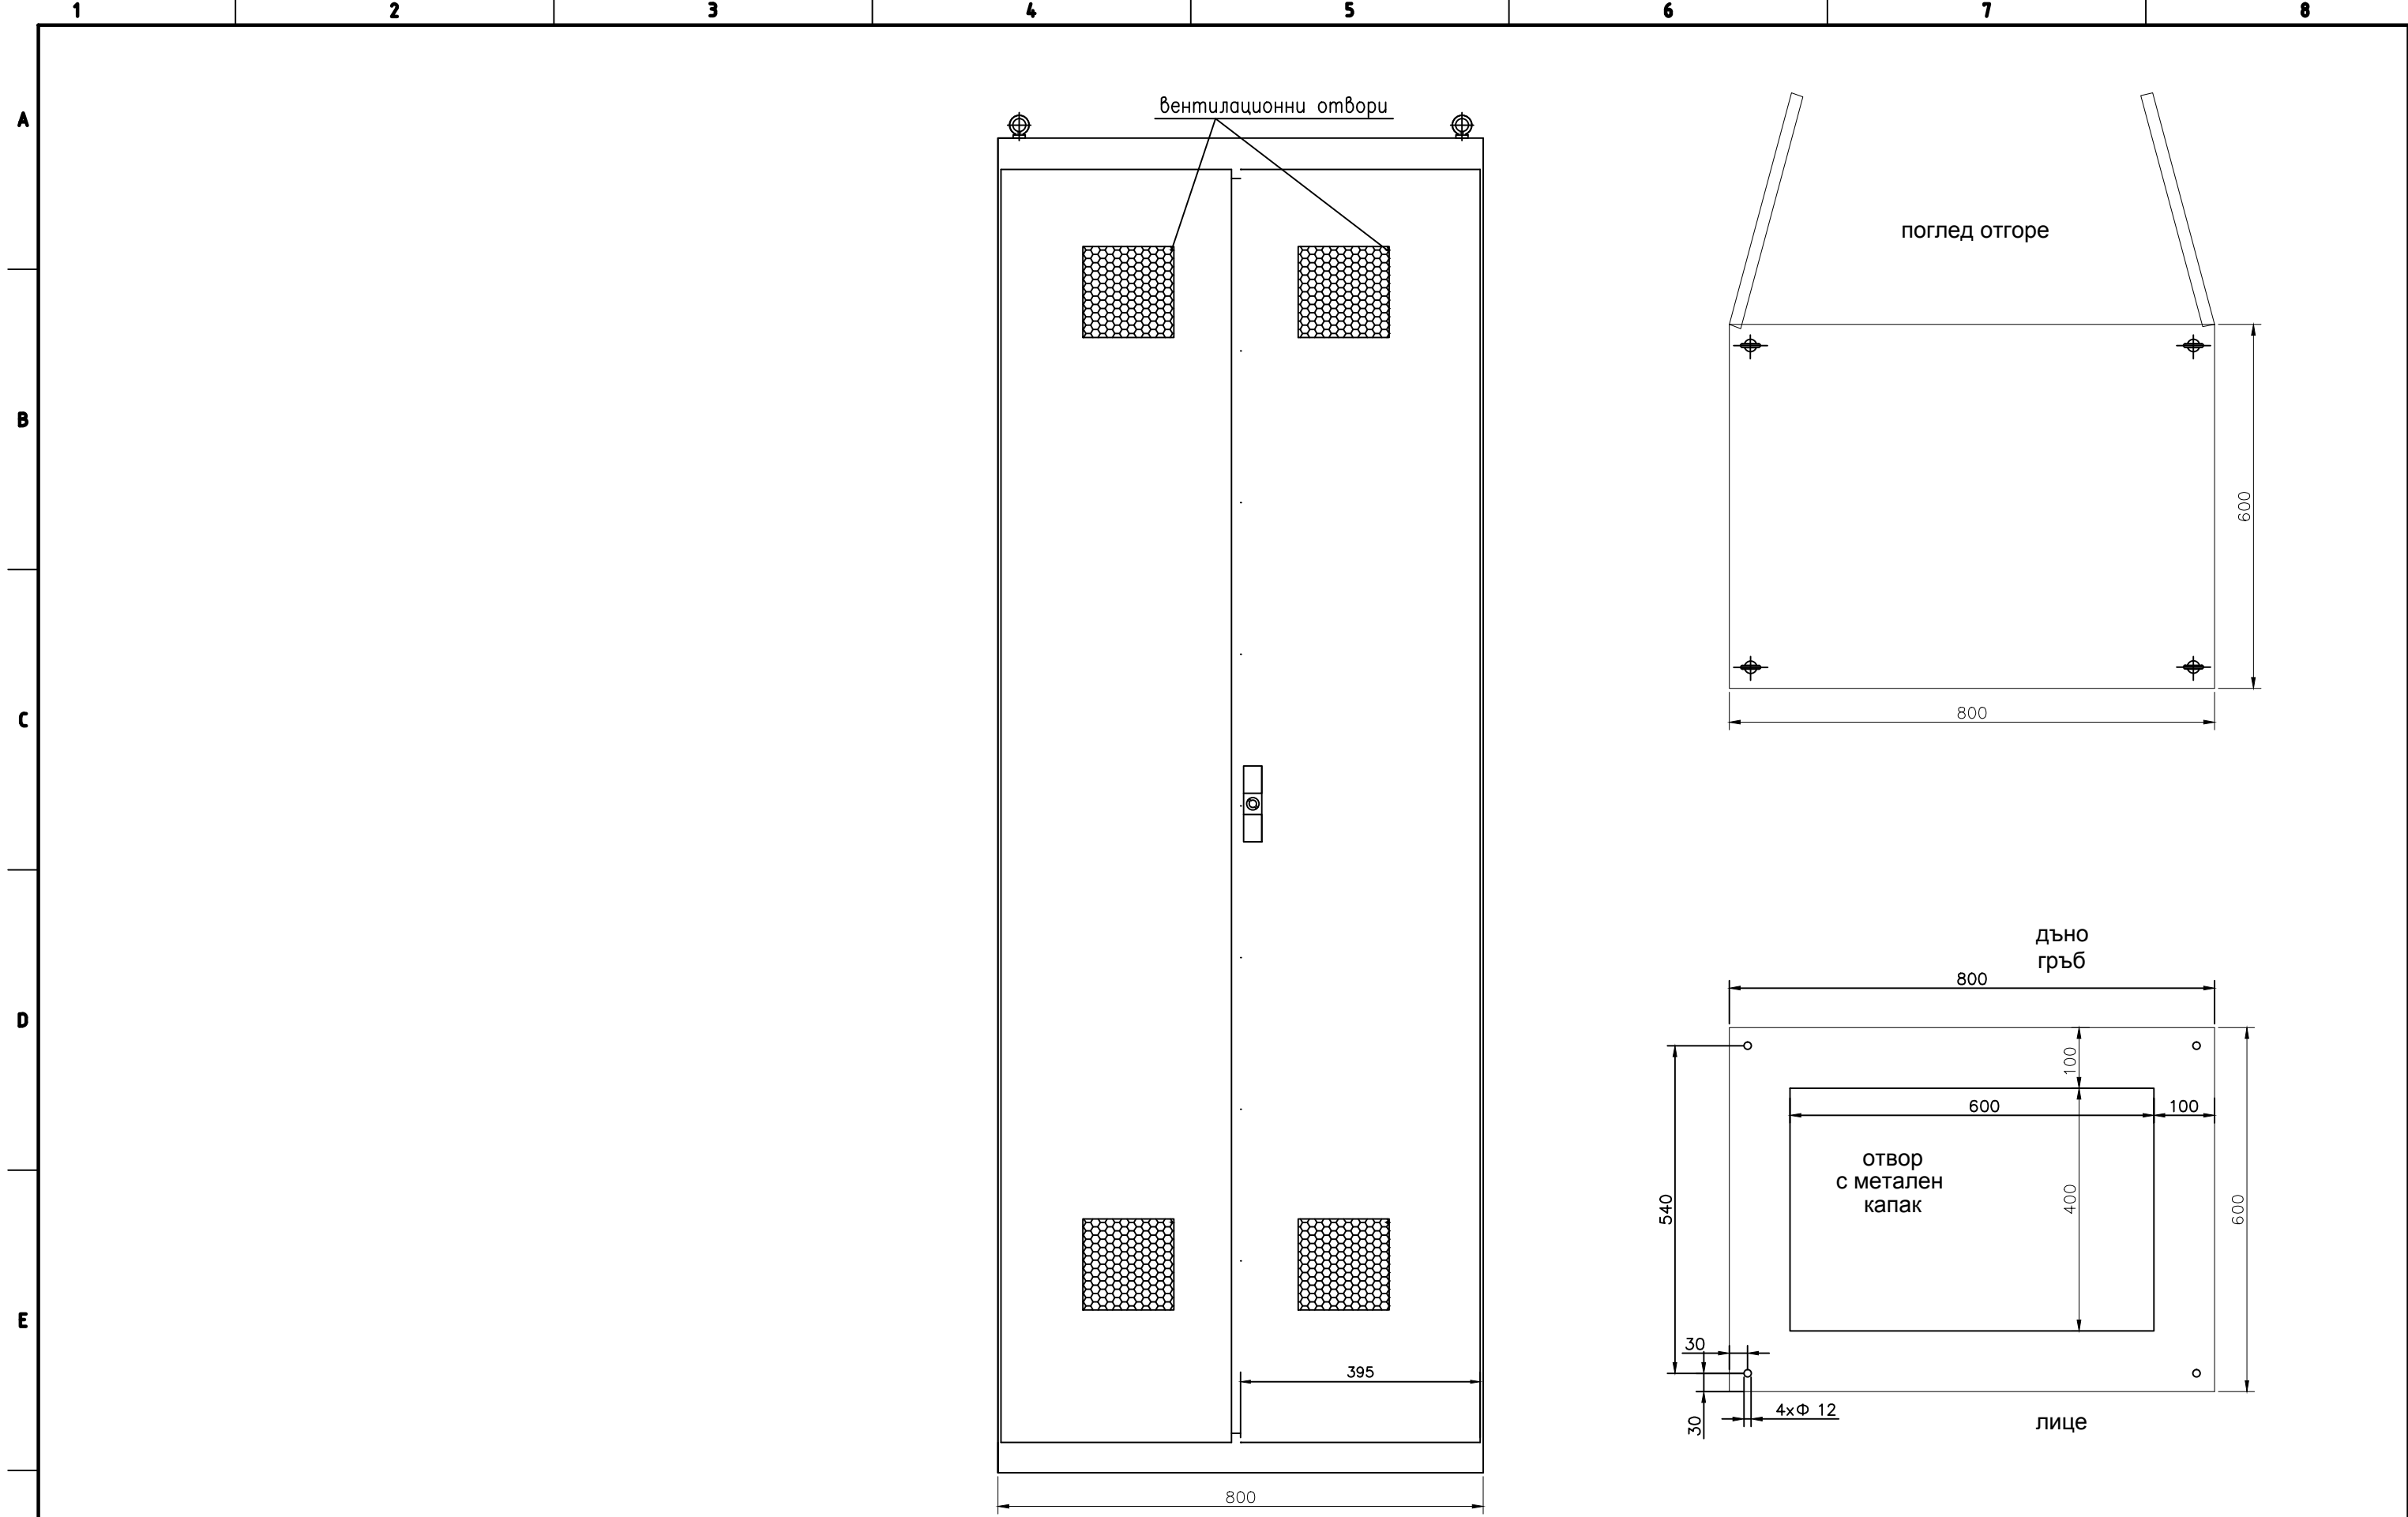 1 2 3 4 5 6 7 8
A
вентилационни отвори
поглед отгоре
B
600
C
800
дъно
гръб
D
800
100
600 100
отвор
с метален
капак
540
400
600
E
30
395
30
4xФ 12
лице
800